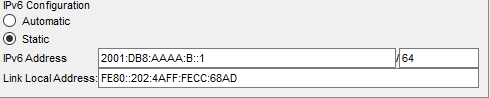 IPv6 Configuration
Automatic
Static
IPv6 Address 2001:DB8:AAAA:B::1 / 64
Link Local Address: FE80::202:4AFF:FECC:68AD